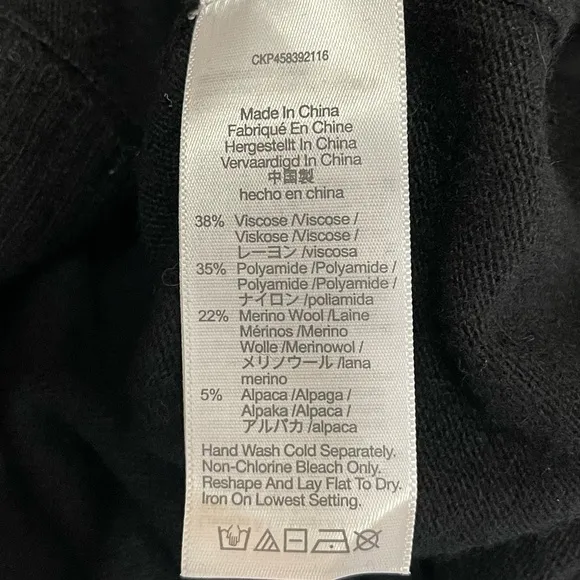 CKP458392116
Made In China
Fabriqué En Chine
Hergestellt In China
Vervaardigd In China
中国製
hecho en china
38% Viscose /Viscose /
Viskose /Viscose /
レーヨン /viscosa
35% Polyamide /Polyamide /
Polyamide /Polyamide /
ナイロン /poliamida
22% Merino Wool /Laine
Mérinos /Merino
Wolle /Merinowol /
メリノウール /lana
merino
5% Alpaca /Alpaga /
Alpaka /Alpaca /
アルパカ /alpaca
Hand Wash Cold Separately.
Non-Chlorine Bleach Only.
Reshape And Lay Flat To Dry.
Iron On Lowest Setting.